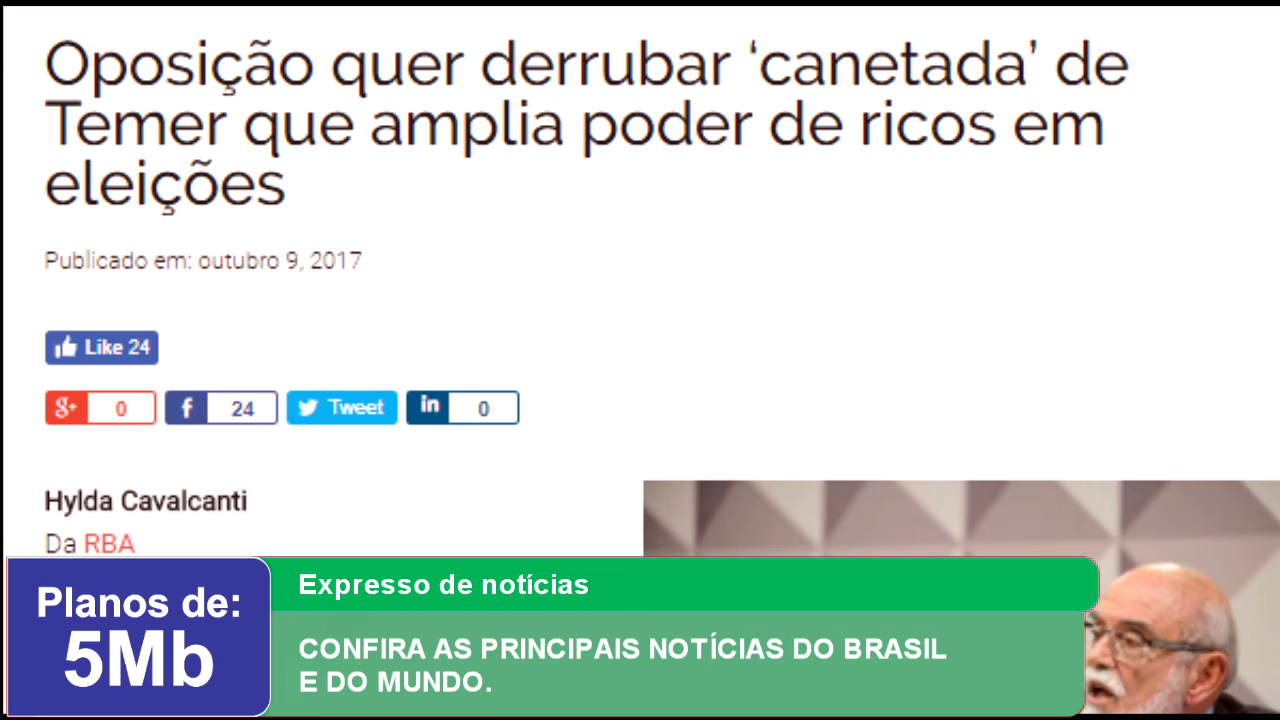 Oposição quer derrubar ‘canetada’ de
Temer que amplia poder de ricos em
eleições
Publicado em: outubro 9, 2017
Like 24
g+ 0
f 24
Tweet
in 0
Hylda Cavalcanti
Da RBA
Planos de:
5Mb
Expresso de notícias
CONFIRA AS PRINCIPAIS NOTÍCIAS DO BRASIL
E DO MUNDO.